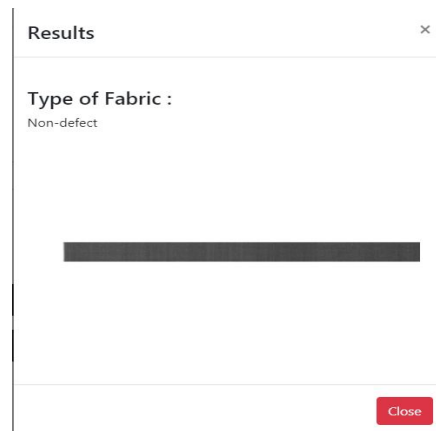 Results ×
Type of Fabric :
Non-defect
Close